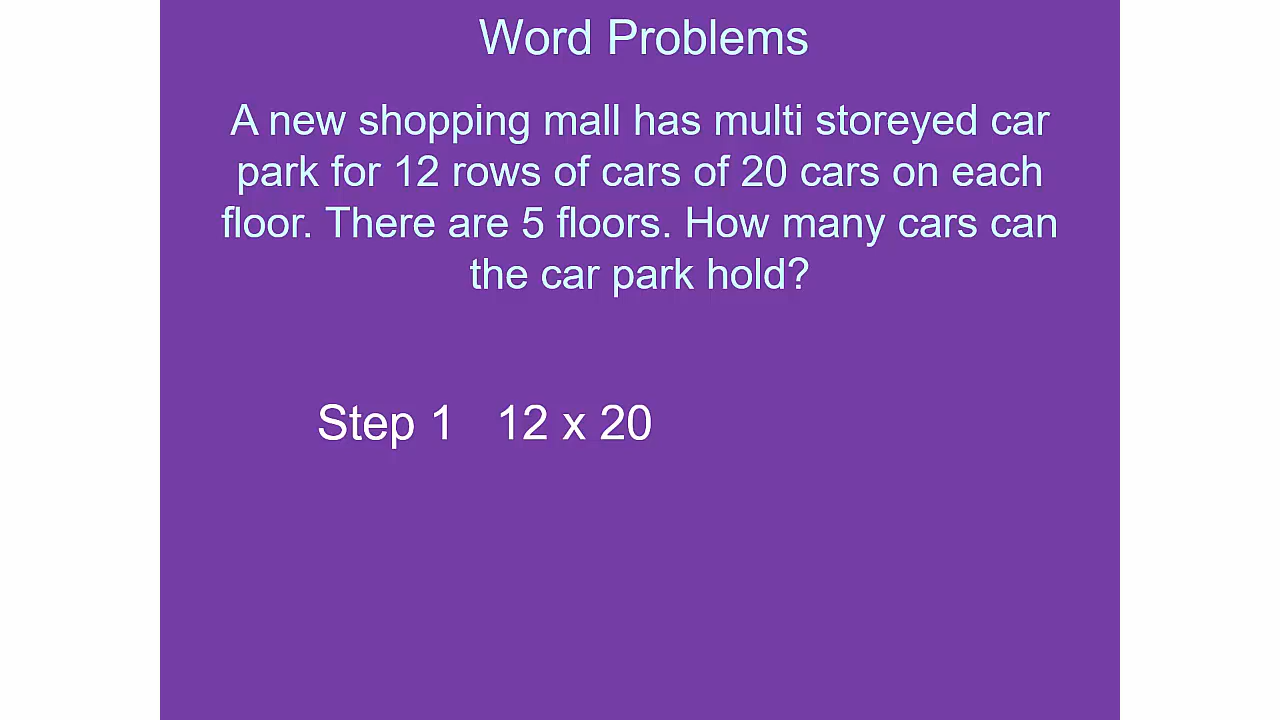 Word Problems
A new shopping mall has multi storeyed car
park for 12 rows of cars of 20 cars on each
floor. There are 5 floors. How many cars can
the car park hold?
Step 1 12 x 20